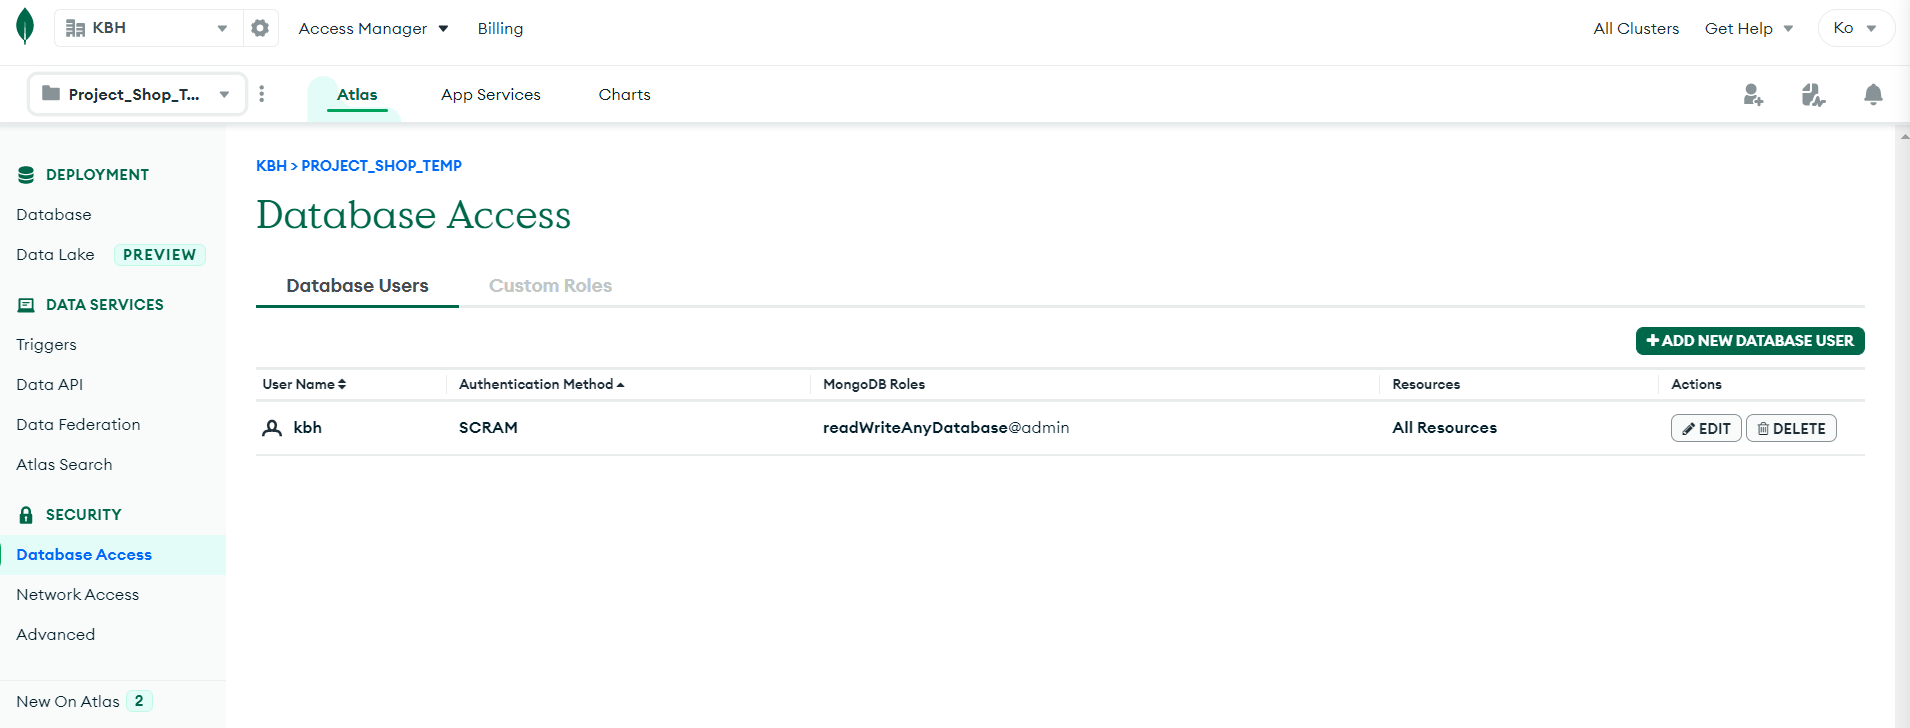 KBH
Access Manager
Billing
All Clusters
Get Help
Ko
Project_Shop_T...
Atlas
App Services
Charts
DEPLOYMENT
Database
Data Lake PREVIEW
DATA SERVICES
Triggers
Data API
Data Federation
Atlas Search
SECURITY
Database Access
Network Access
Advanced
New On Atlas 2
KBH > PROJECT_SHOP_TEMP
Database Access
Database Users
Custom Roles
+ ADD NEW DATABASE USER
User Name Authentication Method MongoDB Roles Resources Actions
kbh SCRAM readWriteAnyDatabase@admin All Resources EDIT DELETE